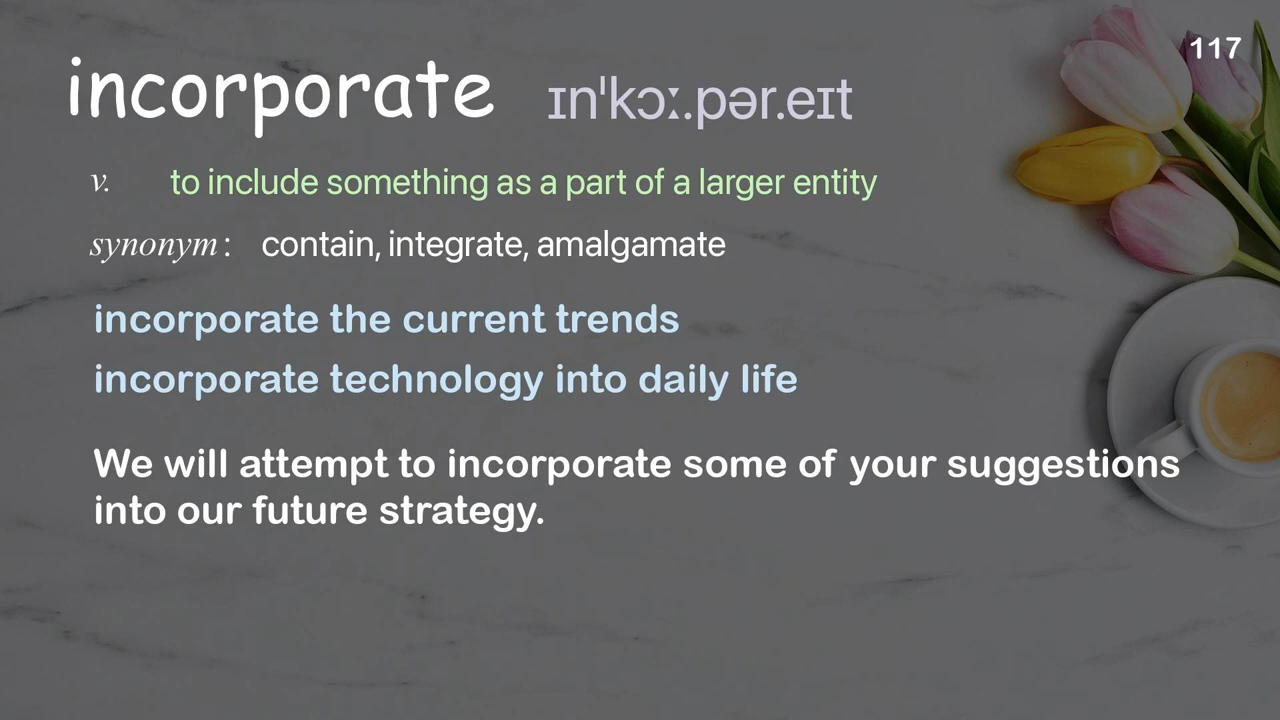 117
incorporate ɪnˈkɔː.pər.eɪt
v. to include something as a part of a larger entity
synonym : contain, integrate, amalgamate
incorporate the current trends
incorporate technology into daily life
We will attempt to incorporate some of your suggestions
into our future strategy.